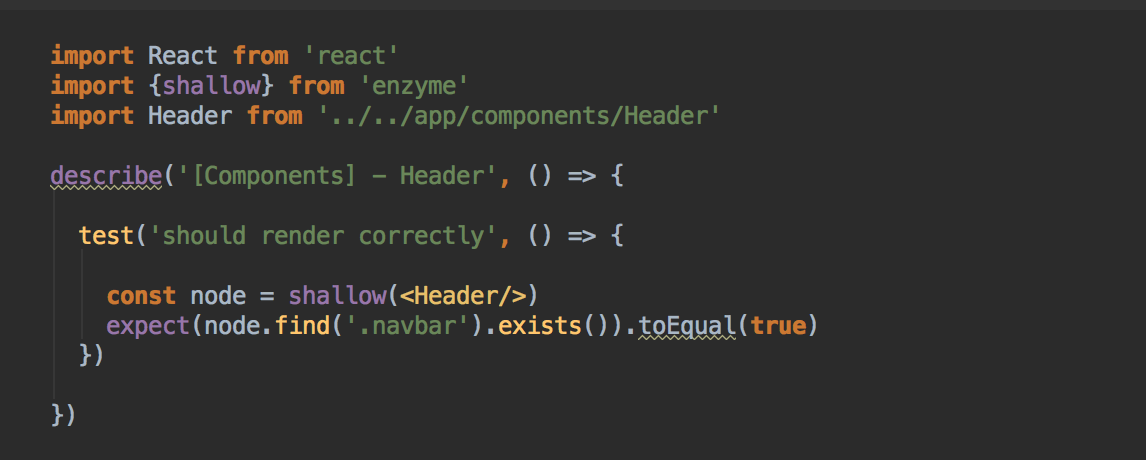 import React from 'react'
import {shallow} from 'enzyme'
import Header from '../../app/components/Header'
describe('[Components] - Header', () => {
test('should render correctly', () => {
const node = shallow(<Header/>)
expect(node.find('.navbar').exists()).toEqual(true)
})
})